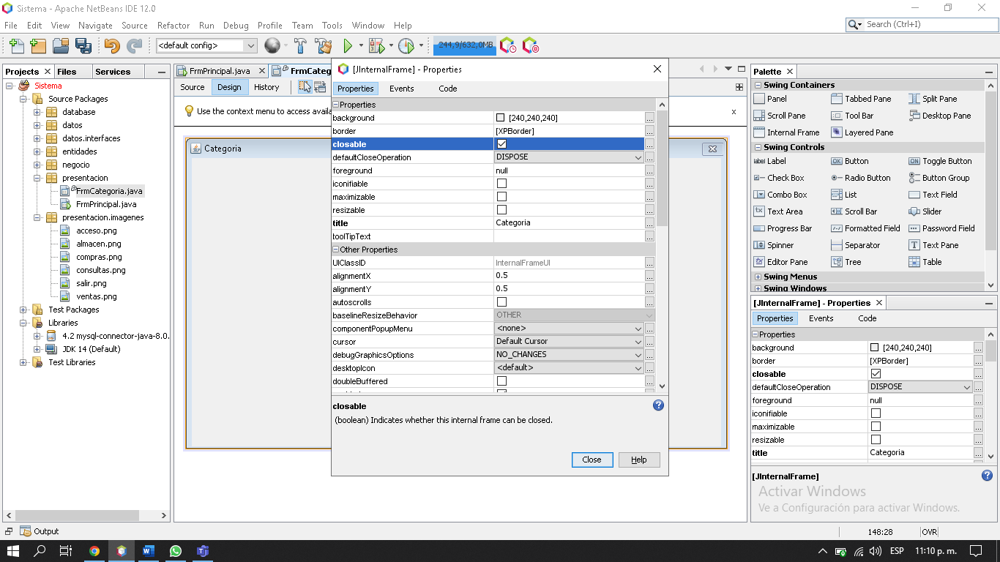 Sistema - Apache NetBeans IDE 12.0
File Edit View Navigate Source Refactor Run Debug Profile Team Tools Window Help
Search (Ctrl+I)
<default config>
244,9/632,0MB
Projects Files Services
Sistema
Source Packages
database
datos
datos.interfaces
entidades
negocio
presentacion
FrmCategoria.java
FrmPrincipal.java
presentacion.imagenes
acceso.png
almacen.png
compras.png
consultas.png
salir.png
ventas.png
Test Packages
Libraries
4.2 mysql-connector-java-8.0.
JDK 14 (Default)
Test Libraries
FrmPrincipal.java FrmCateg
Source Design History
Use the context menu to access availa
x
Categoria
[JInternalFrame] - Properties
Properties Events Code
Properties
background [240,240,240] ...
border [XPBorder] ...
closable ...
defaultCloseOperation DISPOSE ...
foreground null ...
iconifiable ...
maximizable ...
resizable ...
title Categoria ...
toolTipText ...
Other Properties
UIClassID InternalFrameUI ...
alignmentX 0.5 ...
alignmentY 0.5 ...
autoscrolls ...
baselineResizeBehavior OTHER
componentPopupMenu <none> ...
cursor Default Cursor ...
debugGraphicsOptions NO_CHANGES ...
desktopIcon <default> ...
doubleBuffered ...
closable
(boolean) Indicates whether this internal frame can be closed.
Close Help
Palette
Swing Containers
Panel Tabbed Pane Split Pane
Scroll Pane Tool Bar Desktop Pane
Internal Frame Layered Pane
Swing Controls
label Label OK Button ON Toggle Button
Check Box Radio Button Button Group
Combo Box List Text Field
Text Area Scroll Bar Slider
Progress Bar Formatted Field Password Field
Spinner Separator Text Pane
Editor Pane Tree Table
Swing Menus
Swing Windows
[JInternalFrame] - Properties
Properties Events Code
Properties
background [240,240,240] ...
border [XPBorder] ...
closable ...
defaultCloseOperation DISPOSE ...
foreground null ...
iconifiable ...
maximizable ...
resizable ...
title Categoria ...
[JInternalFrame]
Activar Windows
Ve a Configuración para activar Windows.
Output
148:28 OVR
ESP 11:10 p. m.